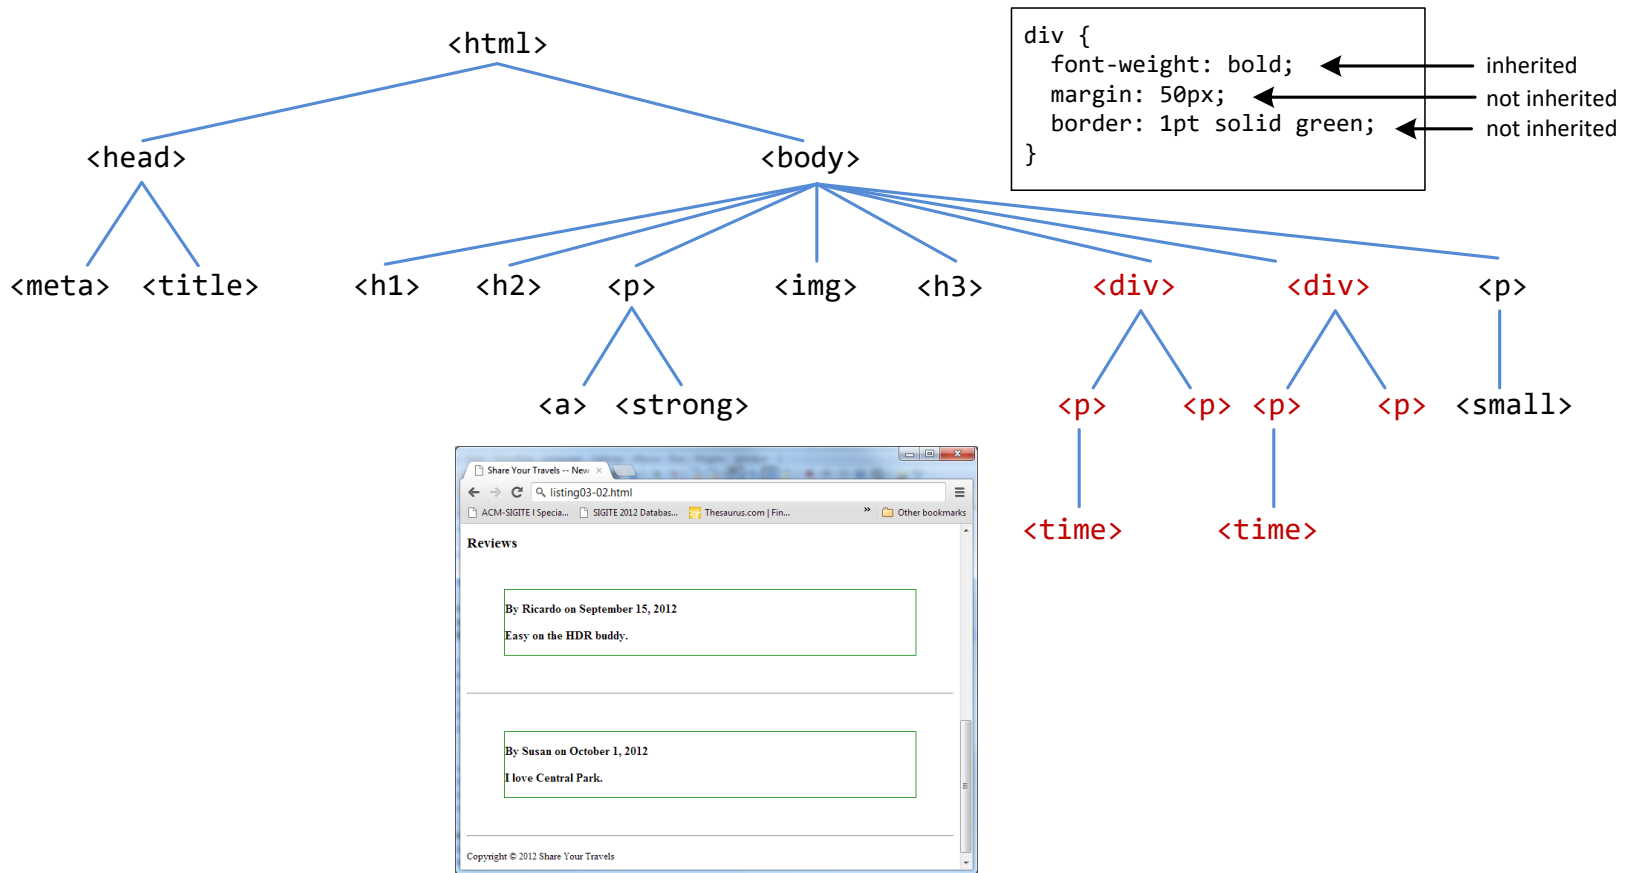 <html>
div {
font-weight: bold;
inherited
margin: 50px;
not inherited
border: 1pt solid green;
not inherited
}
<head>
<body>
<meta> <title> <h1> <h2> <p> <img> <h3> <div> <div> <p>
<a> <strong> <p> <p> <p> <p> <small>
<time> <time>
Share Your Travels -- New
listing03-02.html
ACM-SIGITE I Specia... SIGITE 2012 Databas... Thesaurus.com | Fin... » Other bookmarks
Reviews
By Ricardo on September 15, 2012
Easy on the HDR buddy.
By Susan on October 1, 2012
I love Central Park.
Copyright © 2012 Share Your Travels